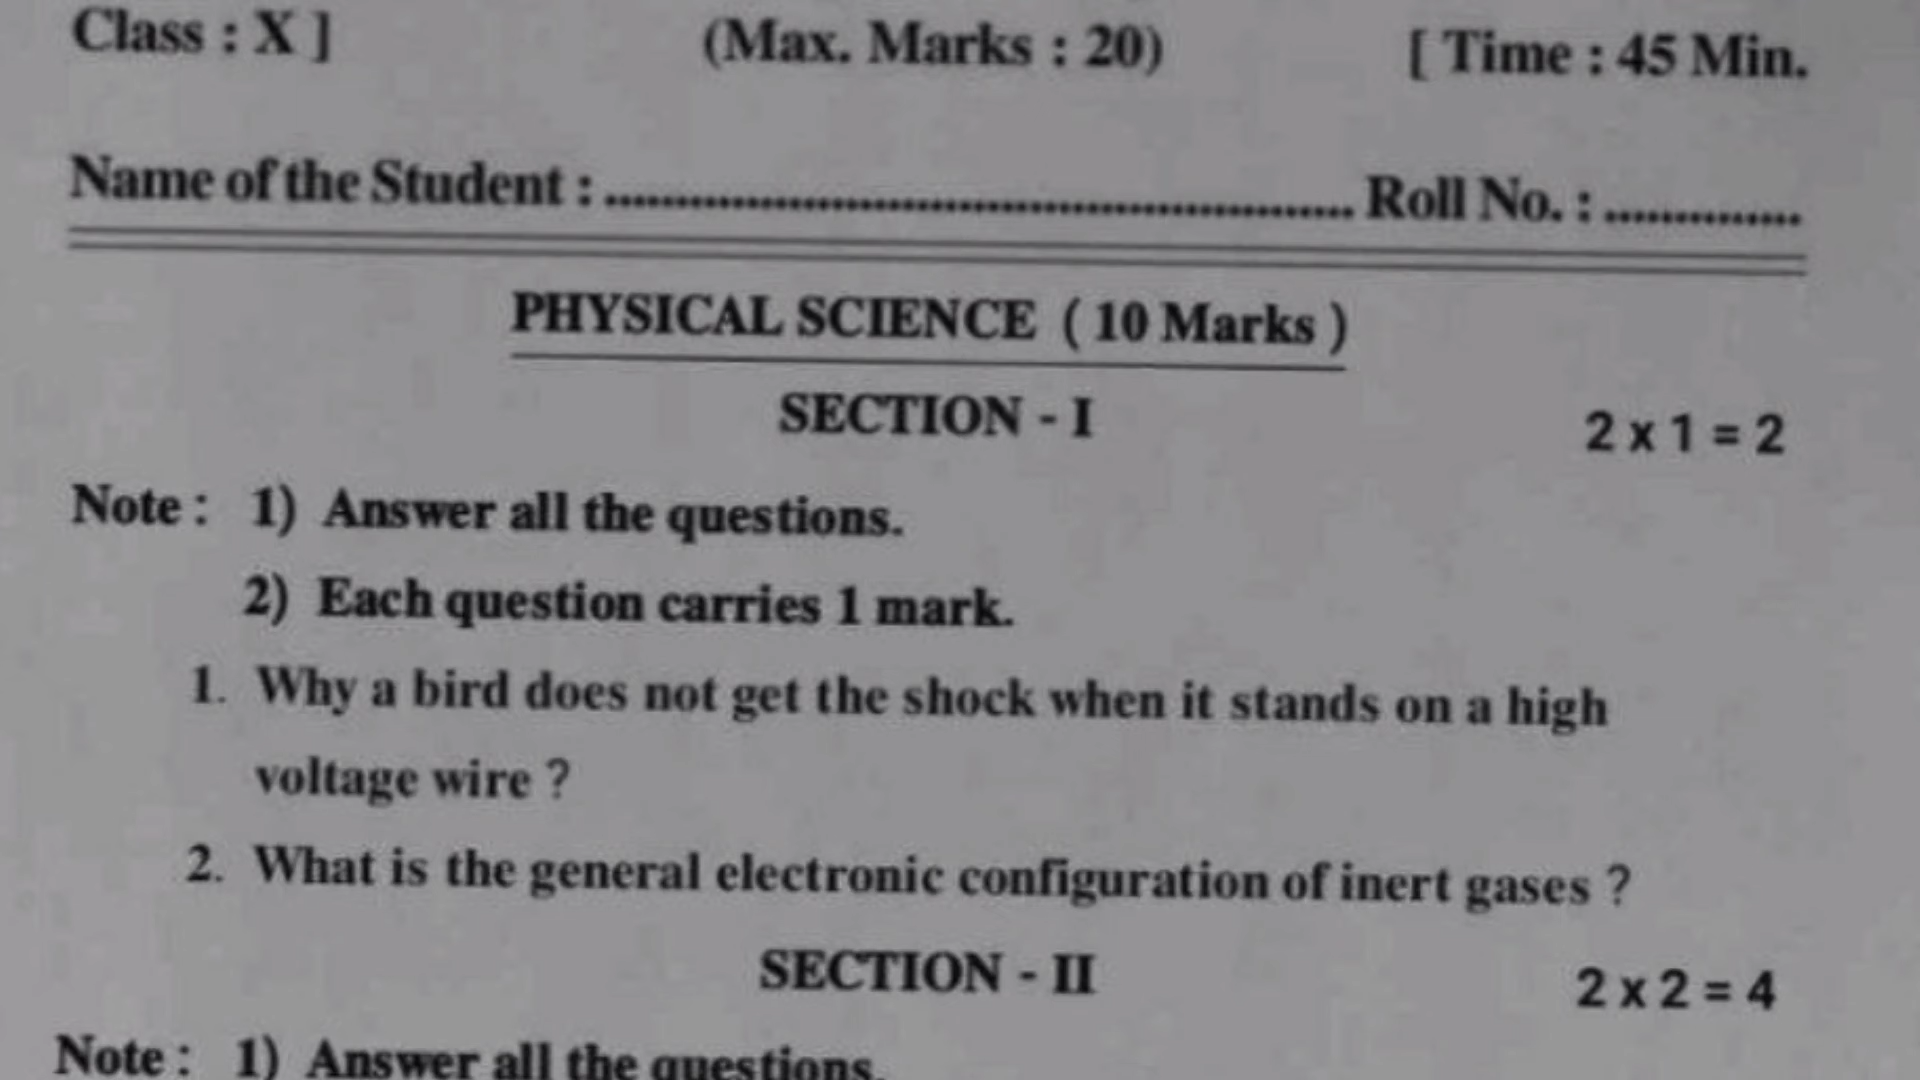 Class : X ] (Max. Marks : 20) [ Time : 45 Min.
Name of the Student : ................................................................ Roll No. : .................
PHYSICAL SCIENCE ( 10 Marks )
SECTION - I 2 x 1 = 2
Note : 1) Answer all the questions.
2) Each question carries 1 mark.
1. Why a bird does not get the shock when it stands on a high
voltage wire ?
2. What is the general electronic configuration of inert gases ?
SECTION - II 2 x 2 = 4
Note : 1) Answer all the questions.